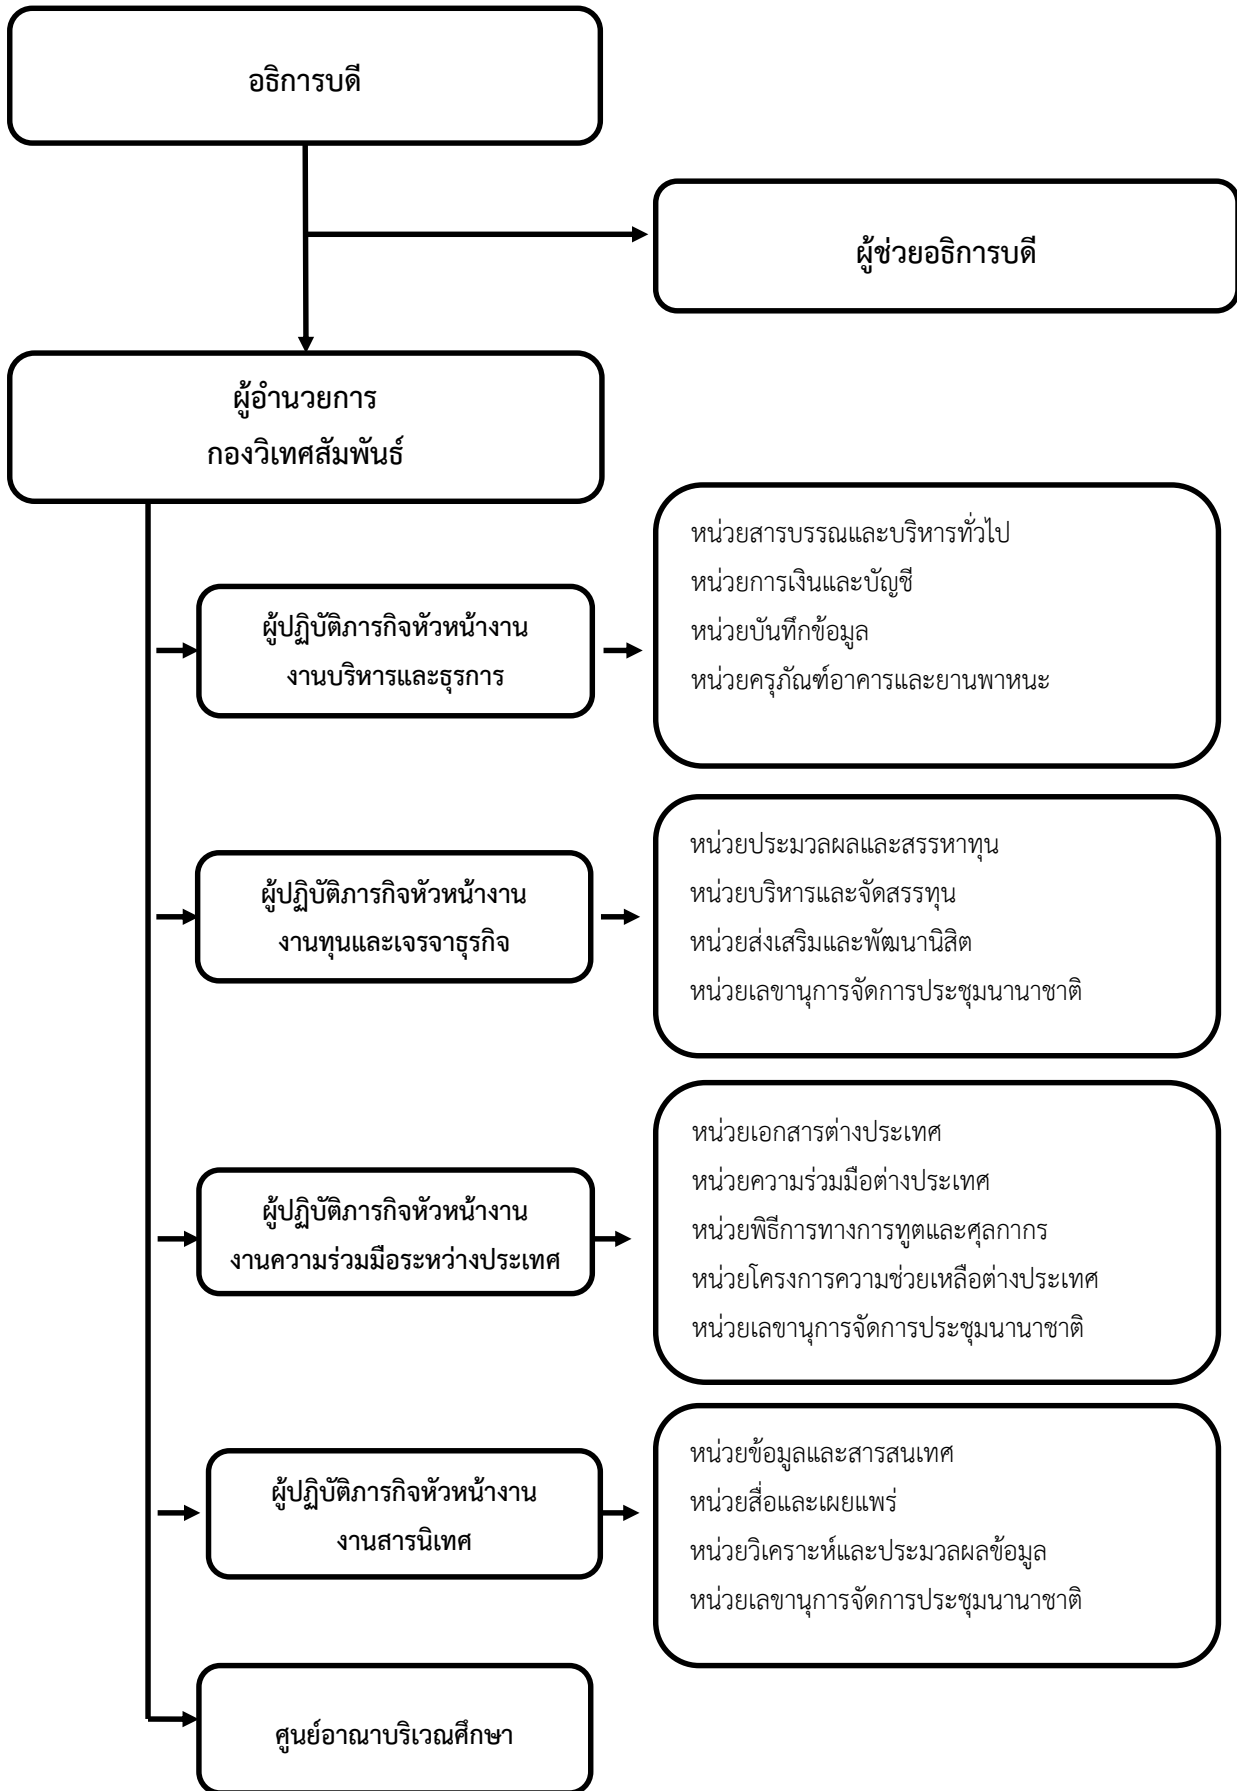 อธิการบดี
ผู้ช่วยอธิการบดี
ผู้อำนวยการ
กองวิเทศสัมพันธ์
ผู้ปฏิบัติภารกิจหัวหน้างาน
งานบริหารและธุรการ
หน่วยสารบรรณและบริหารทั่วไป
หน่วยการเงินและบัญชี
หน่วยบันทึกข้อมูล
หน่วยครุภัณฑ์อาคารและยานพาหนะ
ผู้ปฏิบัติภารกิจหัวหน้างาน
งานทุนและเจรจาธุรกิจ
หน่วยประมวลผลและสรรหาทุน
หน่วยบริหารและจัดสรรทุน
หน่วยส่งเสริมและพัฒนานิสิต
หน่วยเลขานุการจัดการประชุมนานาชาติ
ผู้ปฏิบัติภารกิจหัวหน้างาน
งานความร่วมมือระหว่างประเทศ
หน่วยเอกสารต่างประเทศ
หน่วยความร่วมมือต่างประเทศ
หน่วยพิธีการทางการทูตและศุลกากร
หน่วยโครงการความช่วยเหลือต่างประเทศ
หน่วยเลขานุการจัดการประชุมนานาชาติ
ผู้ปฏิบัติภารกิจหัวหน้างาน
งานสารนิเทศ
หน่วยข้อมูลและสารสนเทศ
หน่วยสื่อและเผยแพร่
หน่วยวิเคราะห์และประมวลผลข้อมูล
หน่วยเลขานุการจัดการประชุมนานาชาติ
ศูนย์อาณาบริเวณศึกษา